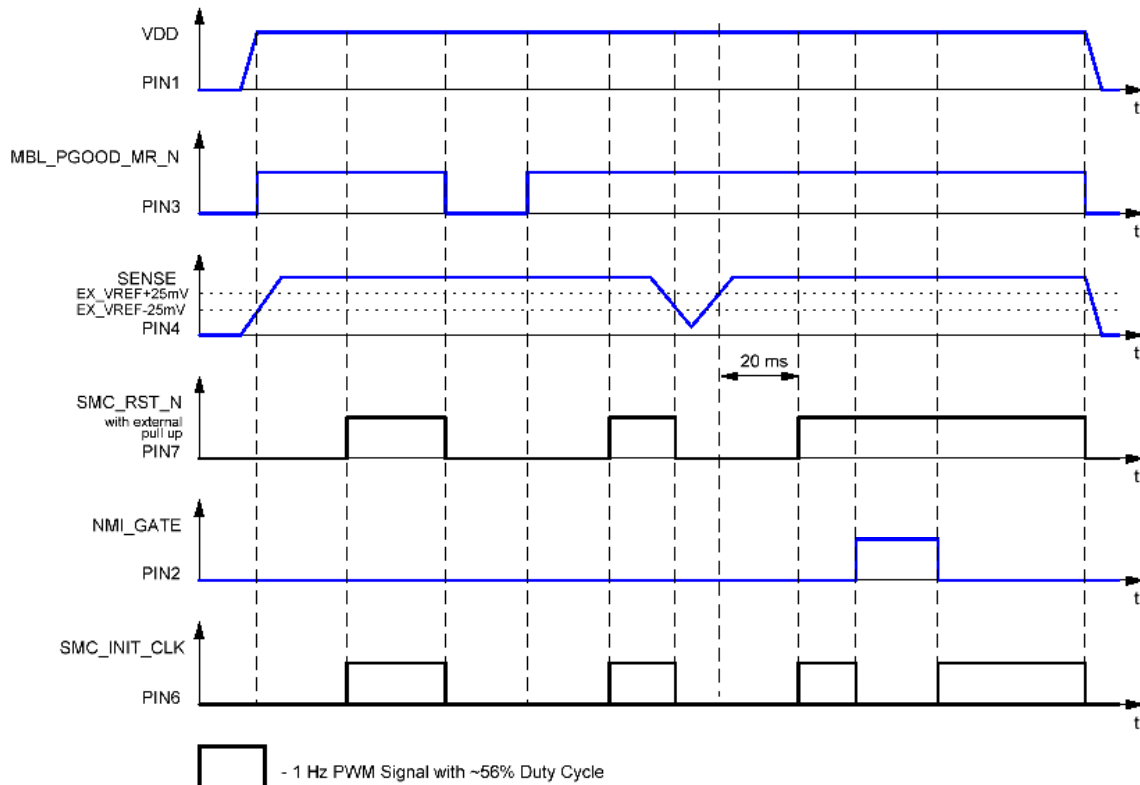 VDD
PIN1
t
MBL_PGOOD_MR_N
PIN3
t
SENSE
EX_VREF+25mV
EX_VREF-25mV
PIN4
t
20 ms
SMC_RST_N
with external
pull up
PIN7
t
NMI_GATE
PIN2
t
SMC_INIT_CLK
PIN6
t
- 1 Hz PWM Signal with ~56% Duty Cycle